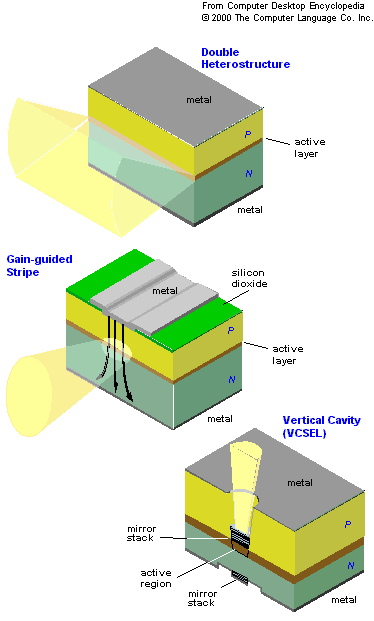 From Computer Desktop Encyclopedia
© 2000 The Computer Language Co. Inc.
Double
Heterostructure
metal
P
active
layer
N
metal
Gain-guided
Stripe
silicon
dioxide
metal
P
active
layer
N
metal
Vertical Cavity
(VCSEL)
metal
P
mirror
stack
N
active
region
mirror
stack
metal